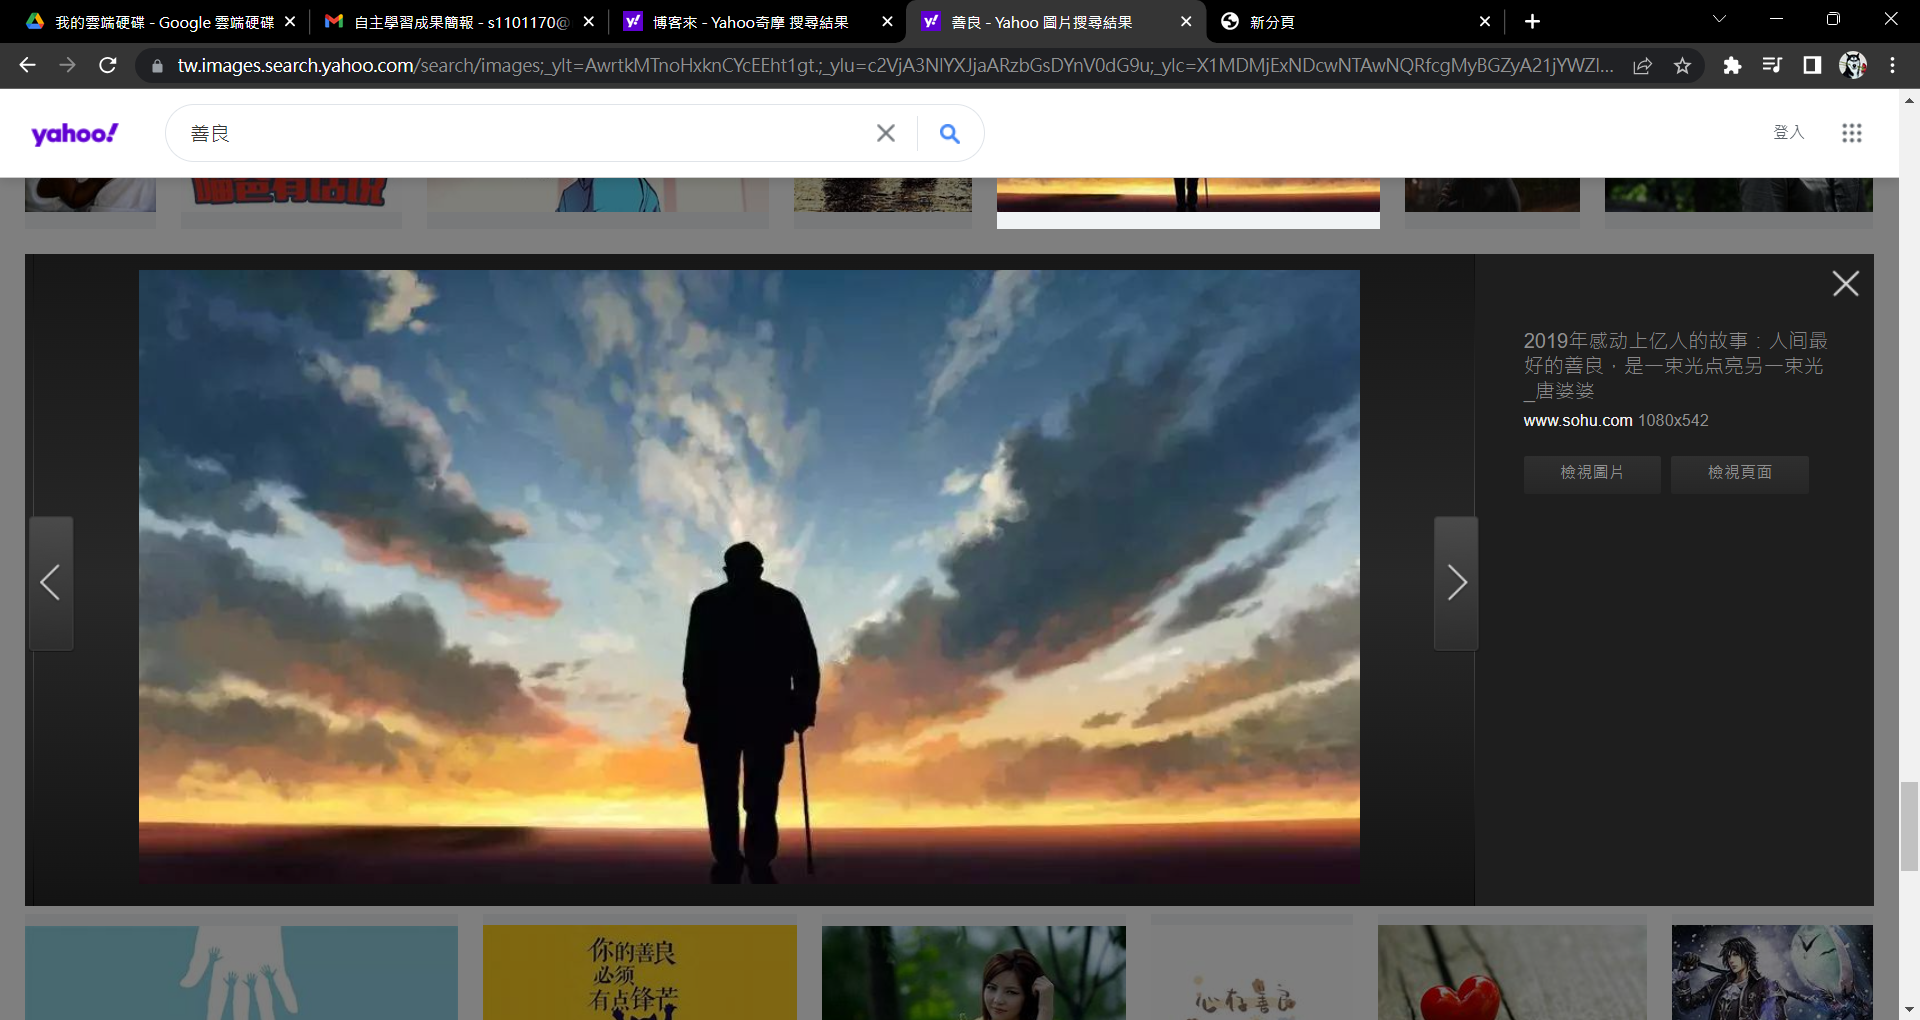 我的雲端硬碟 - Google 雲端硬碟
自主學習成果簡報 - s1101170@
博客來 - Yahoo奇摩 搜尋結果
善良 - Yahoo 圖片搜尋結果
新分頁
tw.images.search.yahoo.com/search/images;_ylt=AwrtkMTnoHxknCYcEEht1gt.;_ylu=c2VjA3NlYXJjaARzbGsDYnV0dG9u;_ylc=X1MDMjExNDcwNTAwNQRfcgMyBGZyA21jYWZl...
yahoo!
善良
登入
2019年感动上亿人的故事：人间最
好的善良，是一束光点亮另一束光
_唐婆婆
www.sohu.com 1080x542
檢視圖片
檢視頁面
你的善良
必须
有点锋芒
心存善良